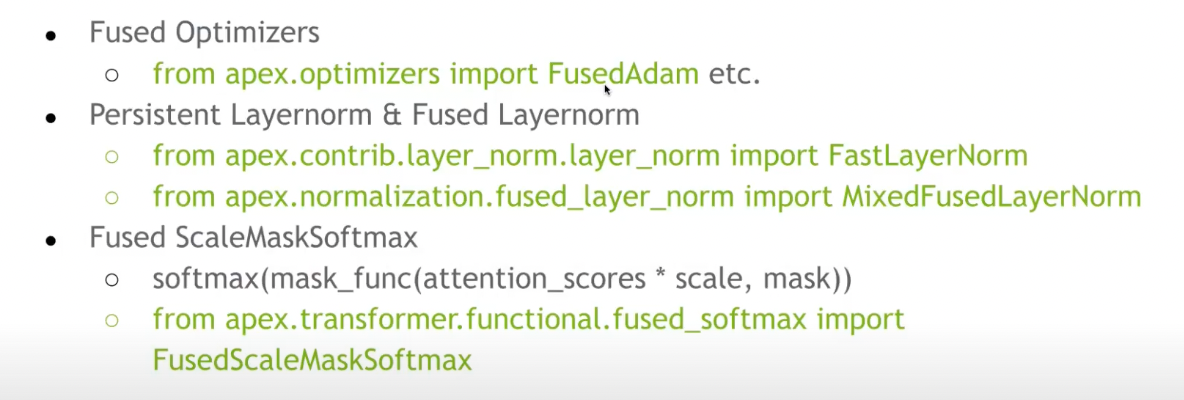 • Fused Optimizers
○ from apex.optimizers import FusedAdam etc.
• Persistent Layernorm & Fused Layernorm
○ from apex.contrib.layer_norm.layer_norm import FastLayerNorm
○ from apex.normalization.fused_layer_norm import MixedFusedLayerNorm
• Fused ScaleMaskSoftmax
○ softmax(mask_func(attention_scores * scale, mask))
○ from apex.transformer.functional.fused_softmax import
FusedScaleMaskSoftmax